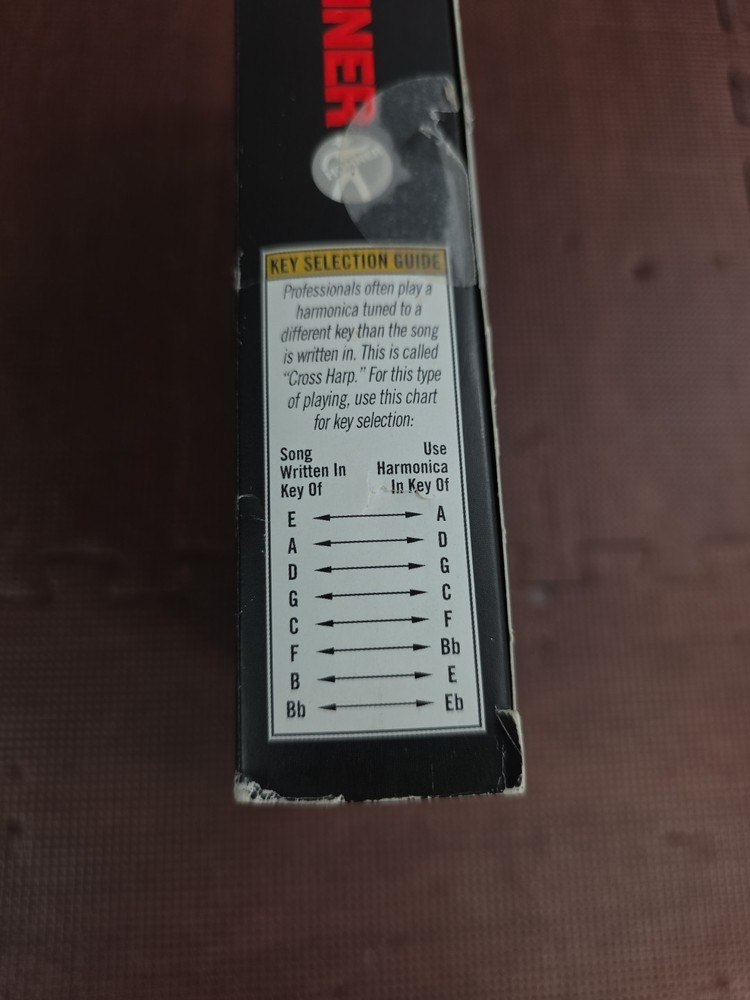 NER
KEY SELECTION GUIDE
Professionals often play a
harmonica tuned to a
different key than the song
is written in. This is called
“Cross Harp.” For this type
of playing, use this chart
for key selection:
Song Use
Written In Harmonica
Key Of In Key Of
E A
A D
D G
G C
C F
F Bb
B E
Bb Eb